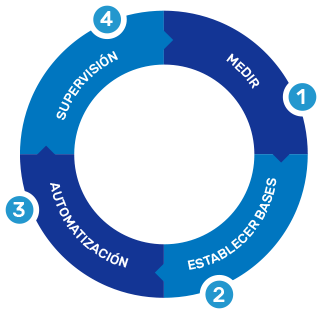 1
MEDIR
2
ESTABLECER BASES
3
AUTOMATIZACIÓN
4
SUPERVISIÓN